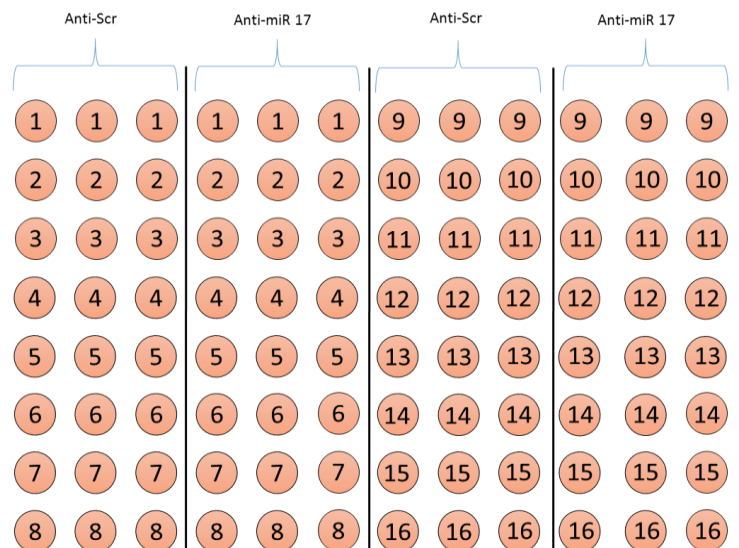 Anti-Scr Anti-miR 17 Anti-Scr Anti-miR 17
1 1 1 1 1 1 9 9 9 9 9 9
2 2 2 2 2 2 10 10 10 10 10 10
3 3 3 3 3 3 11 11 11 11 11 11
4 4 4 4 4 4 12 12 12 12 12 12
5 5 5 5 5 5 13 13 13 13 13 13
6 6 6 6 6 6 14 14 14 14 14 14
7 7 7 7 7 7 15 15 15 15 15 15
8 8 8 8 8 8 16 16 16 16 16 16